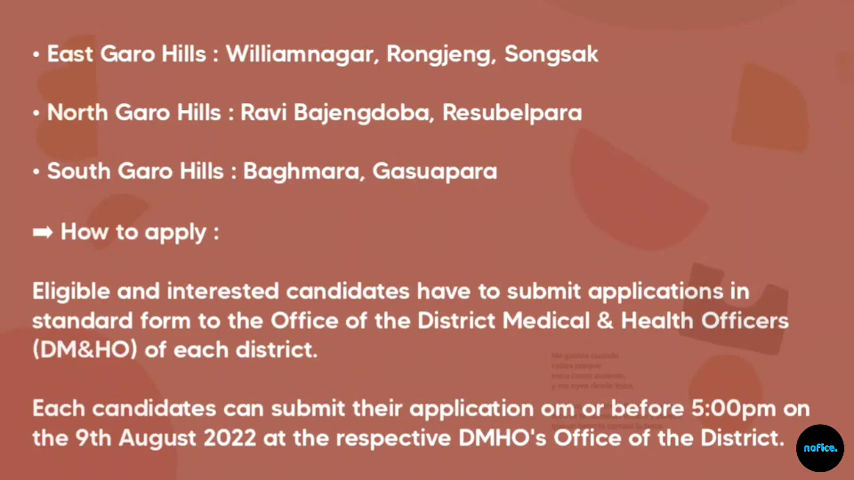 • East Garo Hills : Williamnagar, Rongjeng, Songsak
• North Garo Hills : Ravi Bajengdoba, Resubelpara
• South Garo Hills : Baghmara, Gasuapara
➡ How to apply :
Eligible and interested candidates have to submit applications in
standard form to the Office of the District Medical & Health Officers
(DM&HO) of each district.
Each candidates can submit their application om or before 5:00pm on
the 9th August 2022 at the respective DMHO's Office of the District.
nofice.